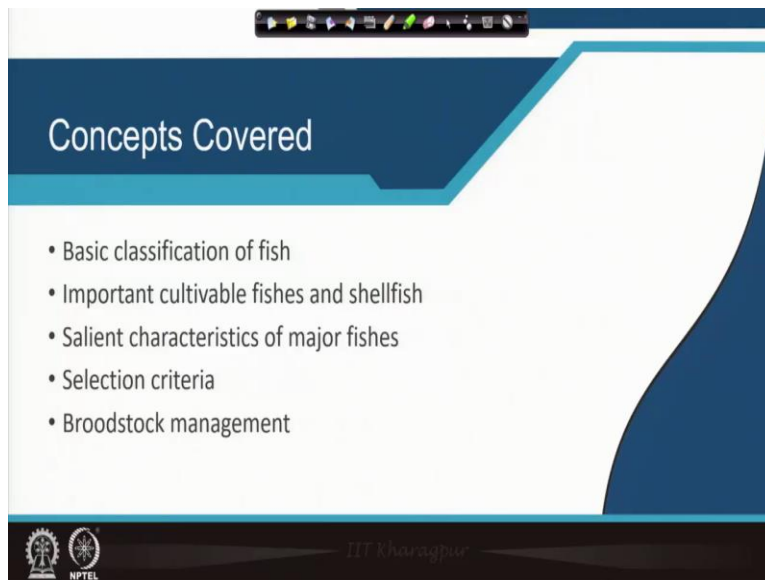 Concepts Covered
• Basic classification of fish
• Important cultivable fishes and shellfish
• Salient characteristics of major fishes
• Selection criteria
• Broodstock management
IIT Kharagpur
NPTEL